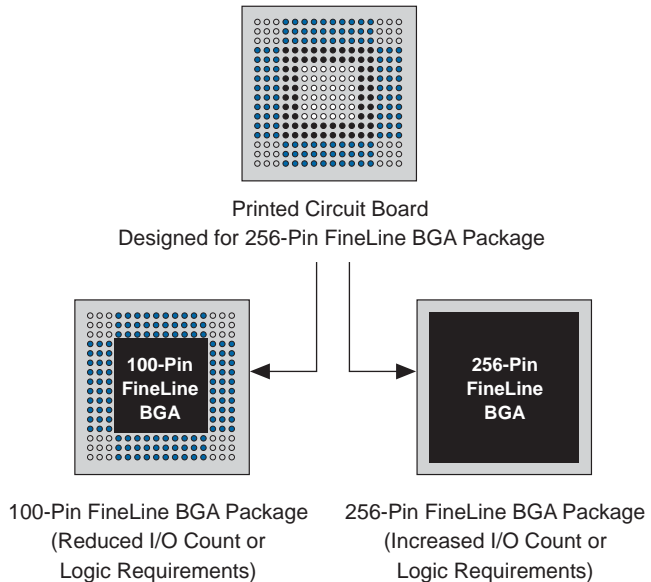 Printed Circuit Board
Designed for 256-Pin FineLine BGA Package
100-Pin
FineLine
BGA
256-Pin
FineLine
BGA
100-Pin FineLine BGA Package
(Reduced I/O Count or
Logic Requirements)
256-Pin FineLine BGA Package
(Increased I/O Count or
Logic Requirements)